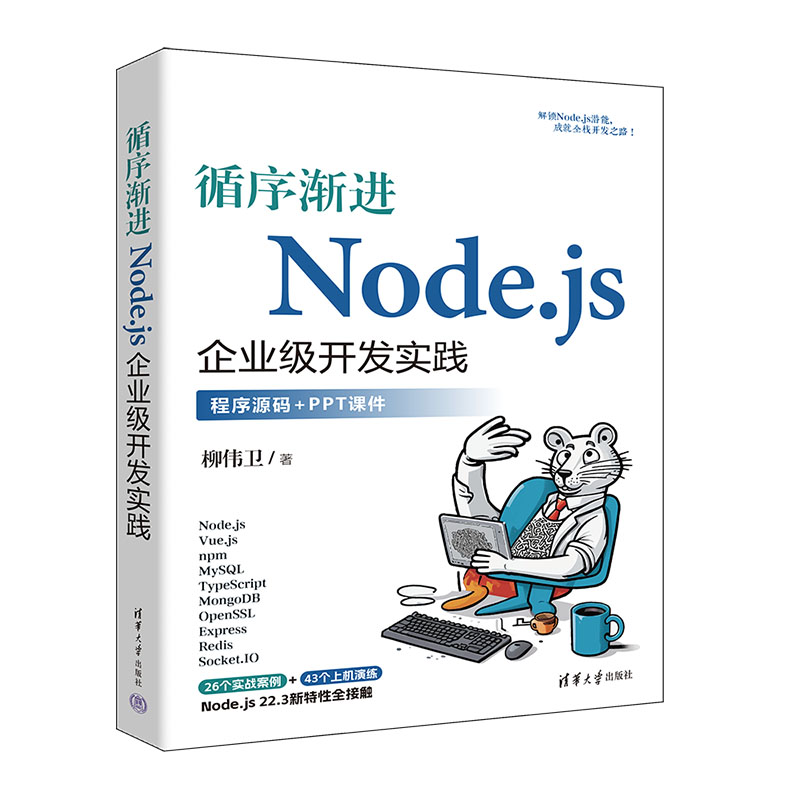 循序渐进 Node.js 企业级开发实践
清华大学出版社
解锁Node.js潜能,
成就全栈开发之路!
循序渐进
Node.js
企业级开发实践
程序源码+PPT课件
柳伟卫/著
Node.js
Vue.js
npm
MySQL
TypeScript
MongoDB
OpenSSL
Express
Redis
Socket.IO
26个实战案例 + 43个上机演练
Node.js 22.3新特性全接触
清华大学出版社